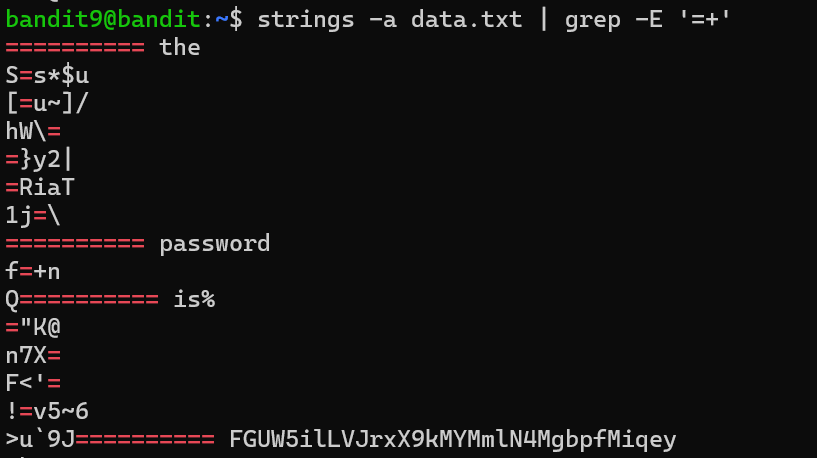 bandit9@bandit:~$ strings -a data.txt | grep -E '=+'
========== the
S=s*$u
[=u~]/
hW\=
=}y2|
=RiaT
1j=\
========== password
f=+n
Q========== is%
="K@
n7X=
F<'=
!=v5~6
>u`9J========== FGUW5ilLVJrxX9kMYMmlN4MgbpfMiqey